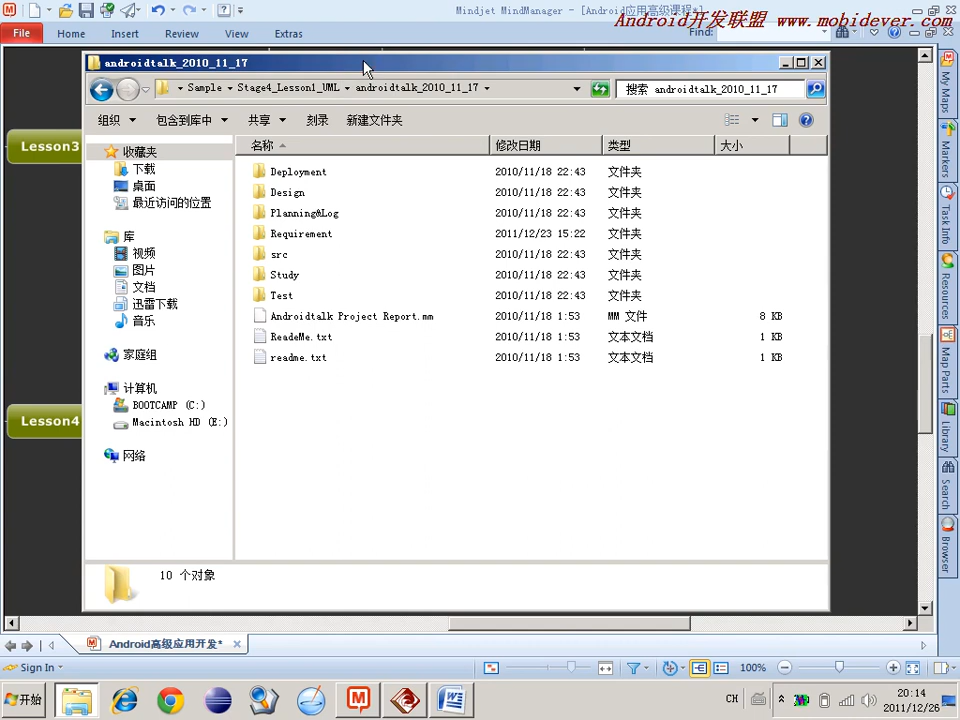 Mindjet MindManager - [Android应用高级课程*]
Android开发联盟 www.mobidever.com
File Home Insert Review View Extras Find:
androidtalk_2010_11_17
Sample Stage4_Lesson1_UML androidtalk_2010_11_17 搜索 androidtalk_2010_11_17
组织 包含到库中 共享 刻录 新建文件夹
收藏夹
下载
桌面
最近访问的位置
库
视频
图片
文档
迅雷下载
音乐
家庭组
计算机
BOOTCAMP (C:)
Macintosh HD (E:)
网络
名称 修改日期 类型 大小
Deployment 2010/11/18 22:43 文件夹
Design 2010/11/18 22:43 文件夹
Planning&Log 2010/11/18 22:43 文件夹
Requirement 2011/12/23 15:22 文件夹
src 2010/11/18 22:43 文件夹
Study 2010/11/18 22:43 文件夹
Test 2010/11/18 22:43 文件夹
Androidtalk Project Report.mm 2010/11/18 1:53 MM 文件 8 KB
ReadeMe.txt 2010/11/18 1:53 文本文档 1 KB
readme.txt 2010/11/18 1:53 文本文档 1 KB
10 个对象
Lesson3
Lesson4
My Maps
Markers
Task Info
Resources
Map Parts
Library
Search
Browser
Android高级应用开发*
Sign In 100%
开始 CH 20:14
2011/12/26